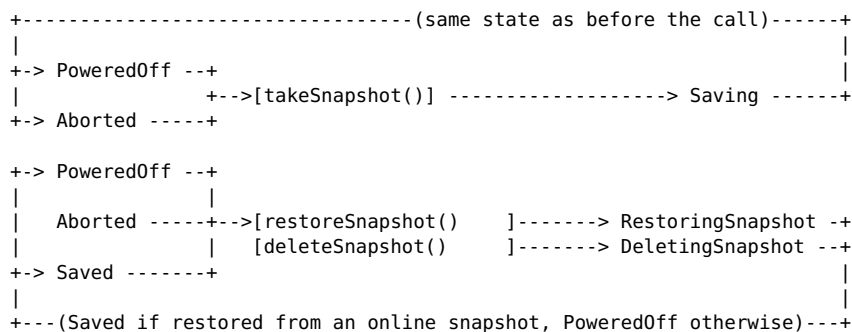 +----------------------------------(same state as before the call)------+
|                                                                       |
+-> PoweredOff --+                                                      |
|                +-->[takeSnapshot()] -------------------> Saving ------+
+-> Aborted -----+

+-> PoweredOff --+
|                |
|   Aborted -----+-->[restoreSnapshot()    ]-------> RestoringSnapshot -+
|                |   [deleteSnapshot()     ]-------> DeletingSnapshot --+
+-> Saved -------+                                                      |
|                                                                       |
+---(Saved if restored from an online snapshot, PoweredOff otherwise)---+